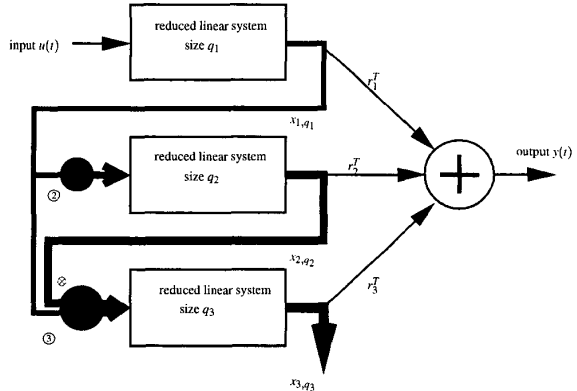 reduced linear system
size q₁
input u(t)
r₁ᵀ
x₁,q₁
reduced linear system
size q₂
r₂ᵀ
output y(t)
②
x₂,q₂
⊗
reduced linear system
size q₃
r₃ᵀ
③
x₃,q₃